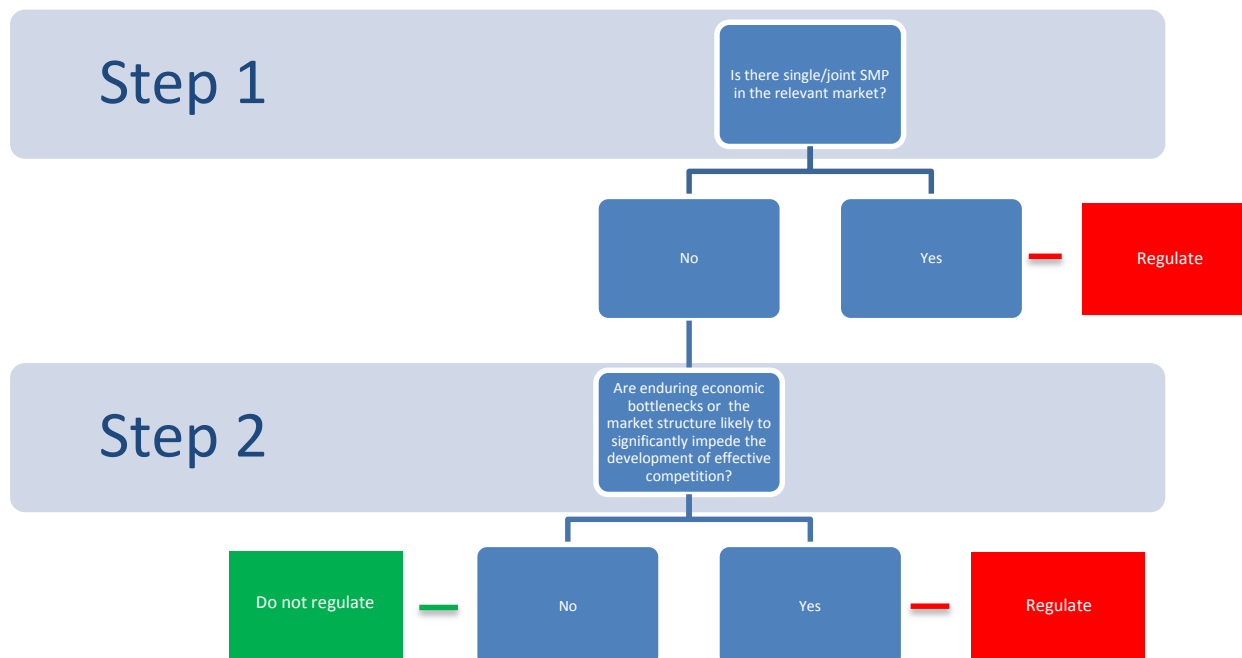 Step 1
Is there single/joint SMP
in the relevant market?
No
Yes
Regulate
Step 2
Are enduring economic
bottlenecks or the
market structure likely to
significantly impede the
development of effective
competition?
Do not regulate
No
Yes
Regulate